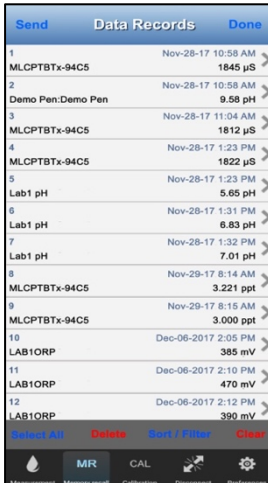 Send Data Records Done
1 Nov-28-17 10:58 AM
MLCPTBTx-94C5 1845 µS
2 Nov-28-17 10:58 AM
Demo Pen:Demo Pen 9.58 pH
3 Nov-28-17 11:04 AM
MLCPTBTx-94C5 1812 µS
4 Nov-28-17 1:23 PM
MLCPTBTx-94C5 1822 µS
5 Nov-28-17 1:23 PM
Lab1 pH 5.65 pH
6 Nov-28-17 1:31 PM
Lab1 pH 6.83 pH
7 Nov-28-17 1:32 PM
Lab1 pH 7.01 pH
8 Nov-29-17 8:14 AM
MLCPTBTx-94C5 3.221 ppt
9 Nov-29-17 8:15 AM
MLCPTBTx-94C5 3.000 ppt
10 Dec-06-2017 2:05 PM
LAB1ORP 385 mV
11 Dec-06-2017 2:10 PM
LAB1ORP 470 mV
12 Dec-06-2017 2:12 PM
LAB1ORP 390 mV
Select All Delete Sort / Filter Clear
MR CAL